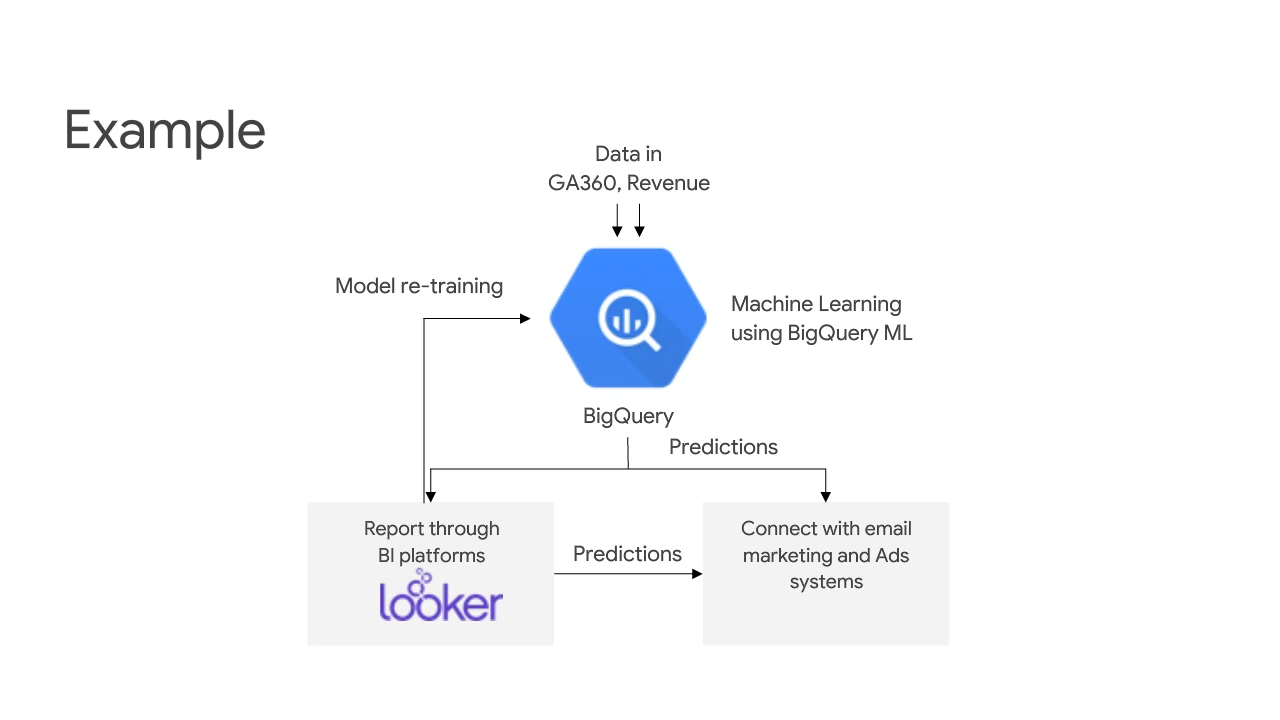 Example
Data in
GA360, Revenue
Model re-training
Machine Learning
using BigQuery ML
BigQuery
Predictions
Report through
BI platforms
looker
Predictions
Connect with email
marketing and Ads
systems